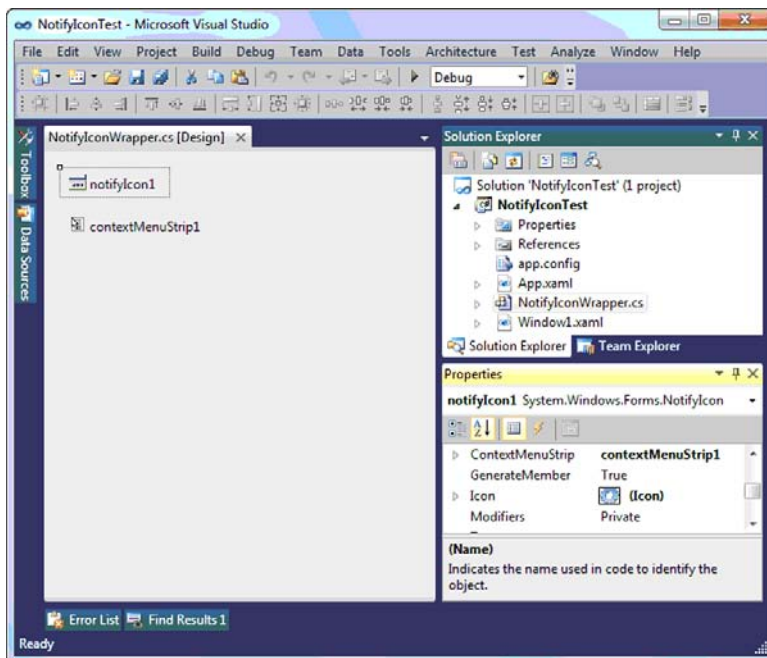 NotifyIconTest - Microsoft Visual Studio
File Edit View Project Build Debug Team Data Tools Architecture Test Analyze Window Help
Debug
Toolbox
Data Sources
NotifyIconWrapper.cs [Design]
notifyIcon1
contextMenuStrip1
Solution Explorer
Solution 'NotifyIconTest' (1 project)
NotifyIconTest
Properties
References
app.config
App.xaml
NotifyIconWrapper.cs
Window1.xaml
Solution Explorer Team Explorer
Properties
notifyIcon1 System.Windows.Forms.NotifyIcon
ContextMenuStrip contextMenuStrip1
GenerateMember True
Icon (Icon)
Modifiers Private
(Name)
Indicates the name used in code to identify the
object.
Error List Find Results 1
Ready